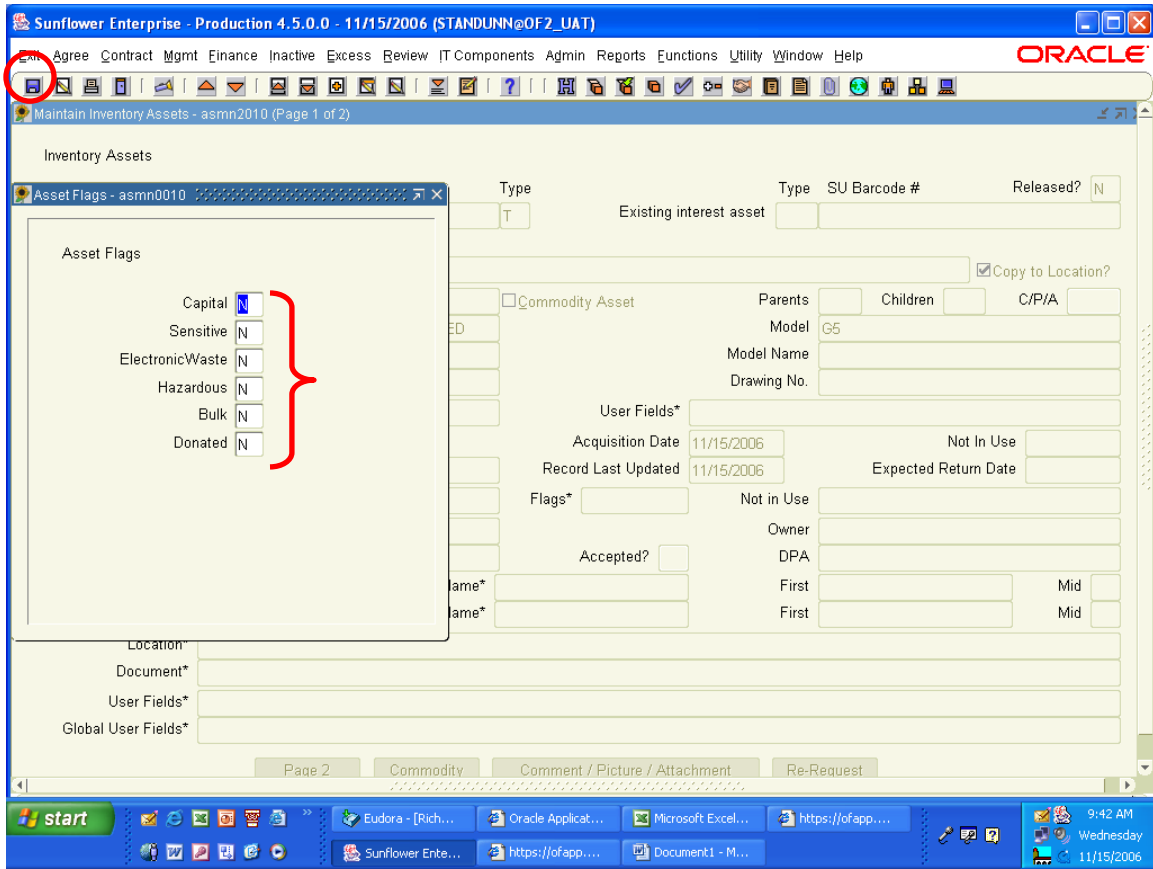 Sunflower Enterprise - Production 4.5.0.0 - 11/15/2006 (STANDUNN@OF2_UAT)
Exit Agree Contract Mgmt Finance Inactive Excess Review IT Components Admin Reports Functions Utility Window Help ORACLE
Maintain Inventory Assets - asmn2010 (Page 1 of 2)
Inventory Assets
Asset Flags - asmn0010
Type Type SU Barcode # Released? N
T Existing interest asset
Asset Flags
Copy to Location?
Capital N
Commodity Asset Parents Children C/P/A
Sensitive N
ED Model G5
ElectronicWaste N
Model Name
Hazardous N
Drawing No.
Bulk N
User Fields*
Donated N
Acquisition Date 11/15/2006 Not In Use
Record Last Updated 11/15/2006 Expected Return Date
Flags* Not in Use
Owner
Accepted? DPA
lame* First Mid
lame* First Mid
Location*
Document*
User Fields*
Global User Fields*
Page 2 Commodity Comment / Picture / Attachment Re-Request
start Eudora - [Rich... Oracle Applicat... Microsoft Excel... https://ofapp.... 9:42 AM
Wednesday
Sunflower Ente... https://ofapp.... Document1 - M... 11/15/2006